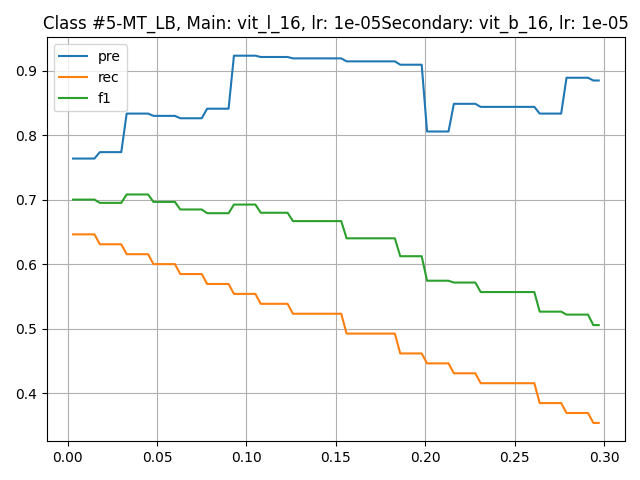 Class #5-MT_LB, Main: vit_l_16, lr: 1e-05Secondary: vit_b_16, lr: 1e-05
pre
rec
f1
0.9
0.8
0.7
0.6
0.5
0.4
0.00 0.05 0.10 0.15 0.20 0.25 0.30